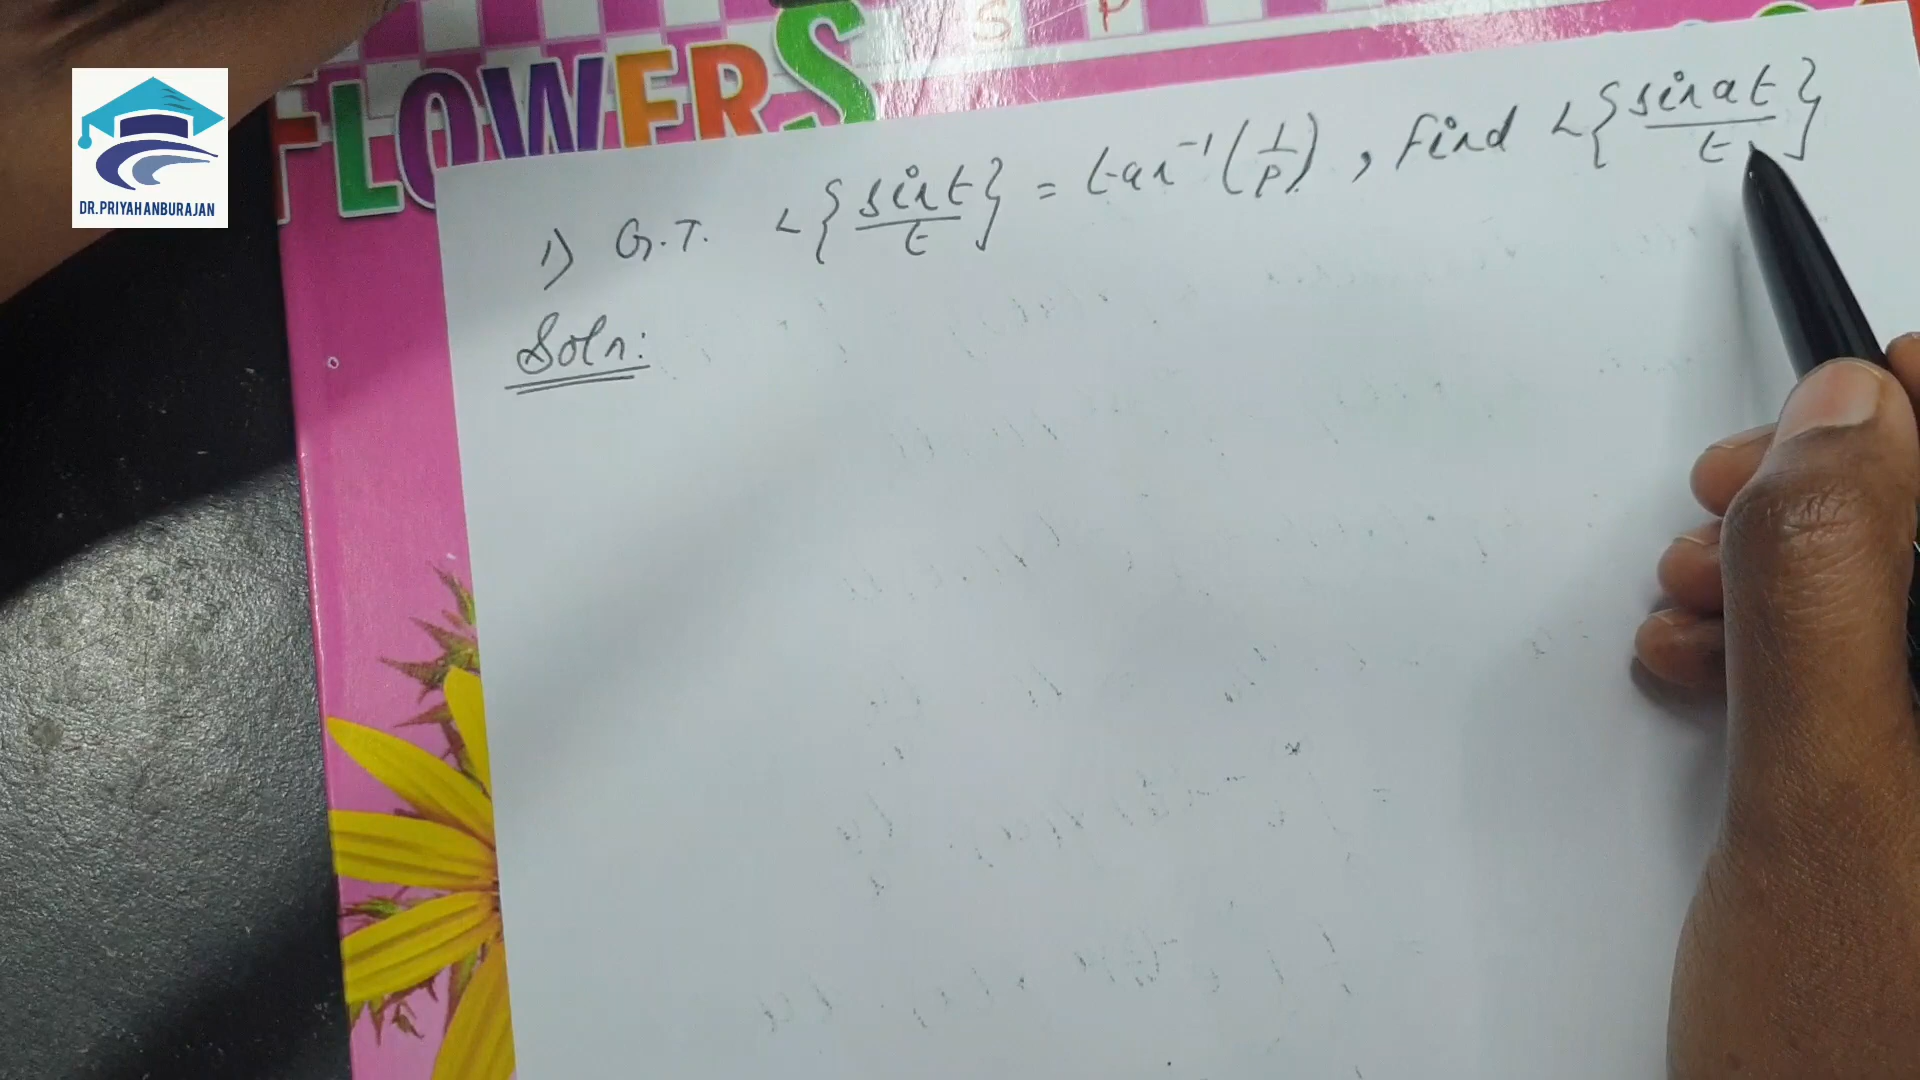 S P
FLOWERS
DR.PRIYAHANBURAJAN
1) G.T. L{sint/t} = tan⁻¹(1/p), Find L{sinat/t}
Soln: